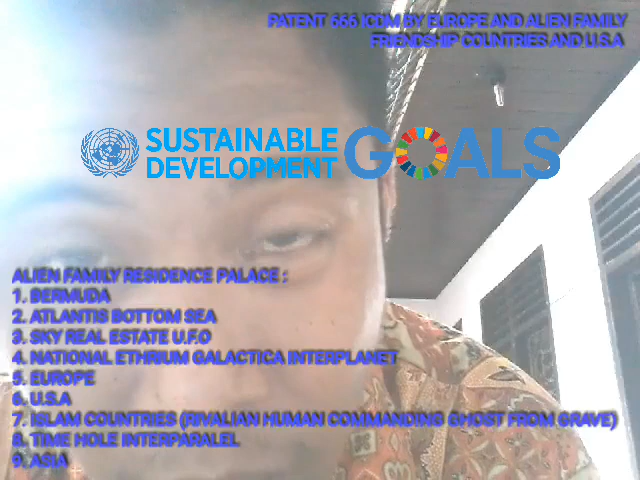 PATENT 666 ICDM BY EUROPE AND ALIEN FAMILY
FRIENDSHIP COUNTRIES AND U.S.A
SUSTAINABLE
DEVELOPMENT GOALS
ALIEN FAMILY RESIDENCE PALACE :
1. BERMUDA
2. ATLANTIS BOTTOM SEA
3. SKY REAL ESTATE U.F.O
4. NATIONAL ETHRIUM GALACTICA INTERPLANET
5. EUROPE
6. U.S.A
7. ISLAM COUNTRIES (RIVALIAN HUMAN COMMANDING GHOST FROM GRAVE)
8. TIME HOLE INTERPARALEL
9. ASIA